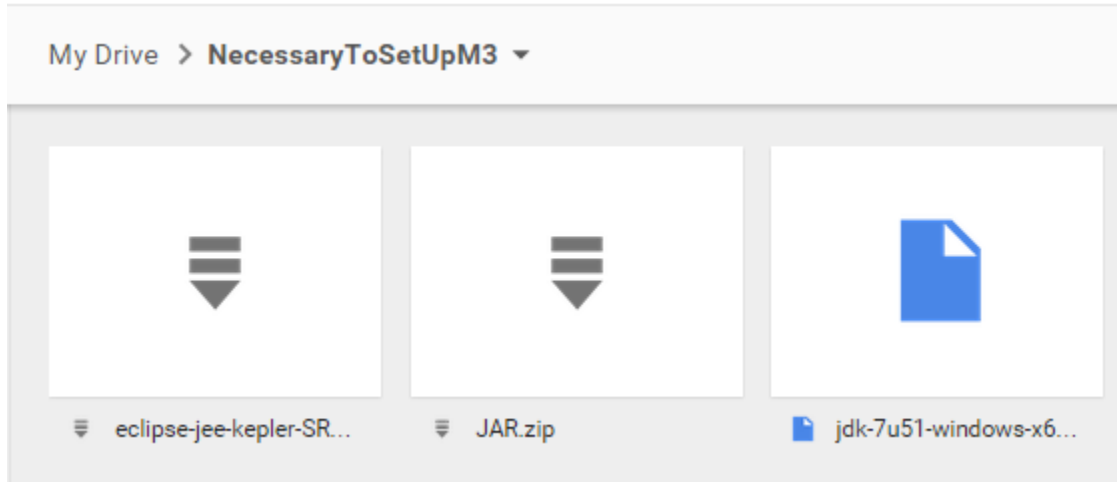 My Drive > NecessaryToSetUpM3
eclipse-jee-kepler-SR...
JAR.zip
jdk-7u51-windows-x6...